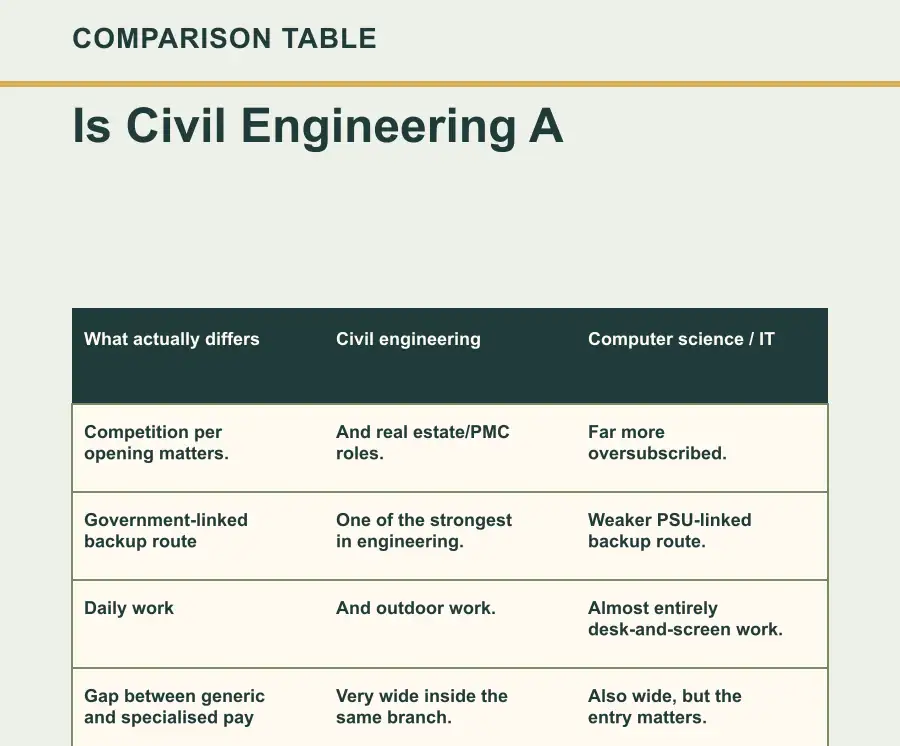 COMPARISON TABLE
Is Civil Engineering A
What actually differs
Civil engineering
Computer science / IT
Competition per
opening matters.
And real estate/PMC
roles.
Far more
oversubscribed.
Government-linked
backup route
One of the strongest
in engineering.
Weaker PSU-linked
backup route.
Daily work
And outdoor work.
Almost entirely
desk-and-screen work.
Gap between generic
and specialised pay
Very wide inside the
same branch.
Also wide, but the
entry matters.